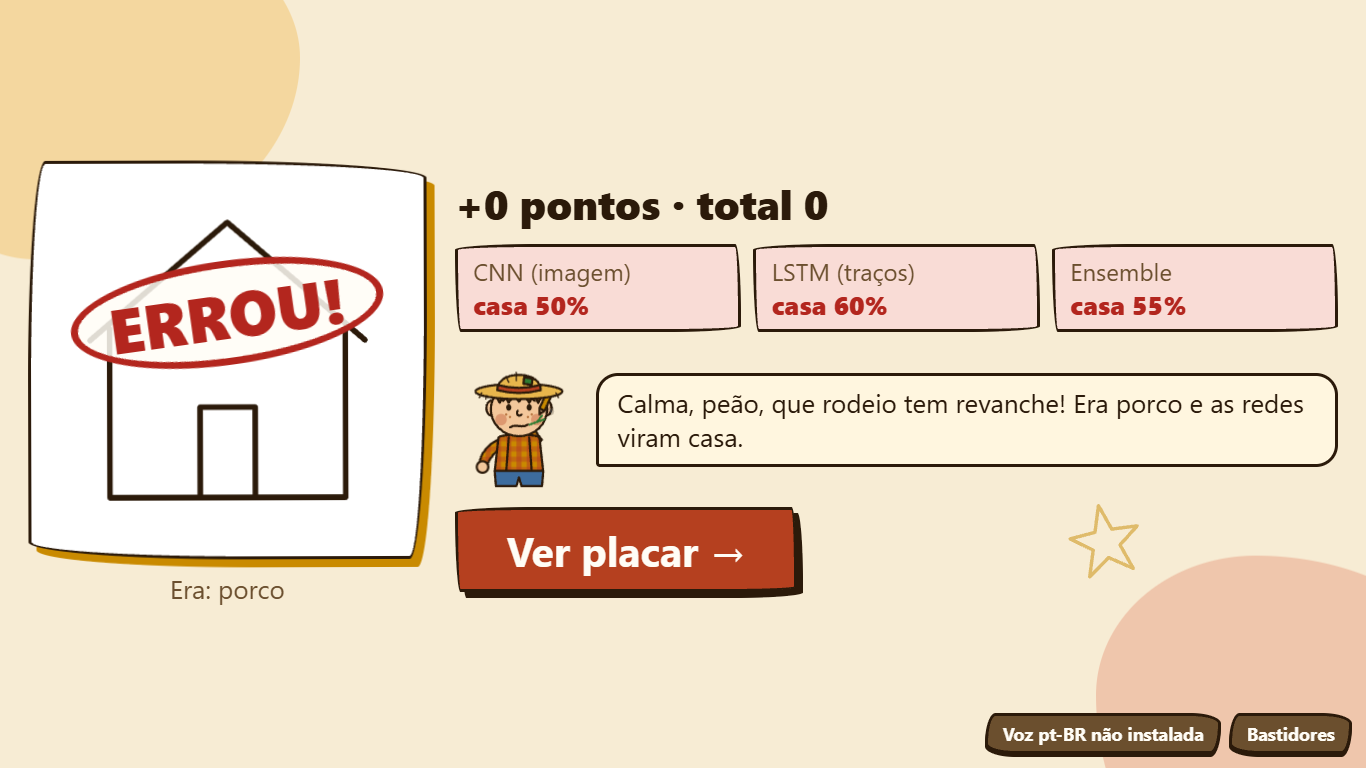 ERROU!
Era: porco
+0 pontos · total 0
CNN (imagem)
casa 50%
LSTM (traços)
casa 60%
Ensemble
casa 55%
Calma, peão, que rodeio tem revanche! Era porco e as redes
viram casa.
Ver placar →
Voz pt-BR não instalada
Bastidores